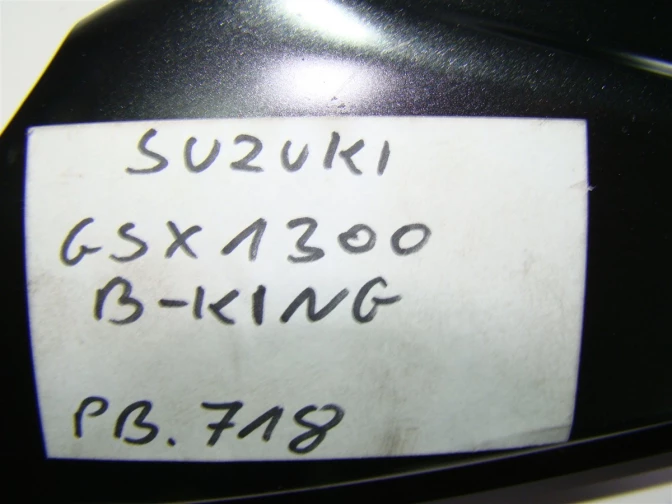 SUZUKI
GSX1300
B-KING
PB.718